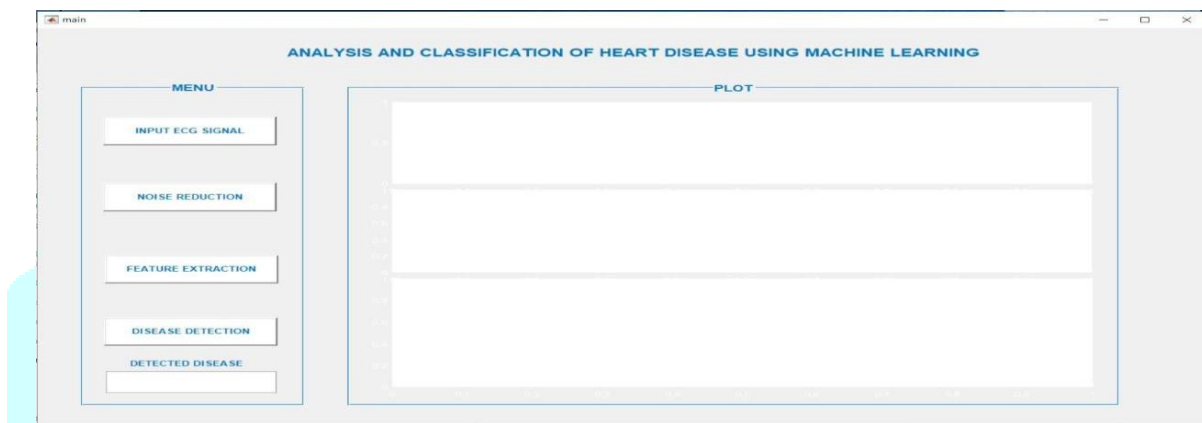 main
ANALYSIS AND CLASSIFICATION OF HEART DISEASE USING MACHINE LEARNING
MENU
INPUT ECG SIGNAL
NOISE REDUCTION
FEATURE EXTRACTION
DISEASE DETECTION
DETECTED DISEASE
PLOT